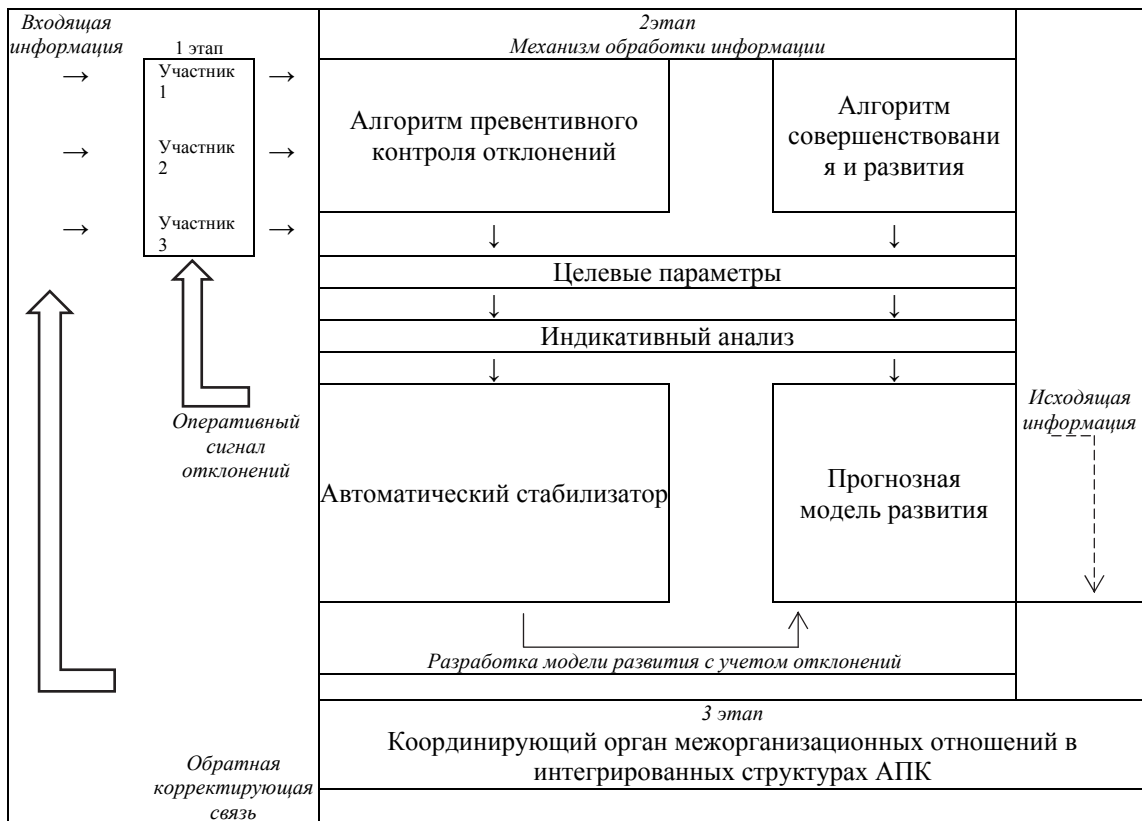 Входящая
информация
1 этап
2этап
Механизм обработки информации
→
Участник
1
→
→
Участник
2
→
→
Участник
3
→
Алгоритм превентивного
контроля отклонений
Алгоритм
совершенствовани
я и развития
↓ ↓
Целевые параметры
↓ ↓
Индикативный анализ
↓ ↓
Оперативный
сигнал
отклонений
Автоматический стабилизатор
Прогнозная
модель развития
Исходящая
информация
Разработка модели развития с учетом отклонений
3 этап
Координирующий орган межорганизационных отношений в
интегрированных структурах АПК
Обратная
корректирующая
связь